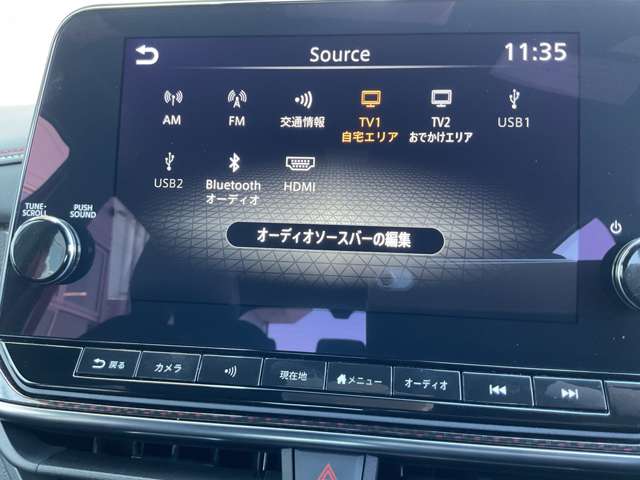 Source
11:35
AM
FM
交通情報
TV1
自宅エリア
TV2
おでかけエリア
USB1
USB2
Bluetooth
オーディオ
HDMI
オーディオソースバーの編集
TUNE・
SCROLL
PUSH
SOUND
戻る
カメラ
現在地
メニュー
オーディオ